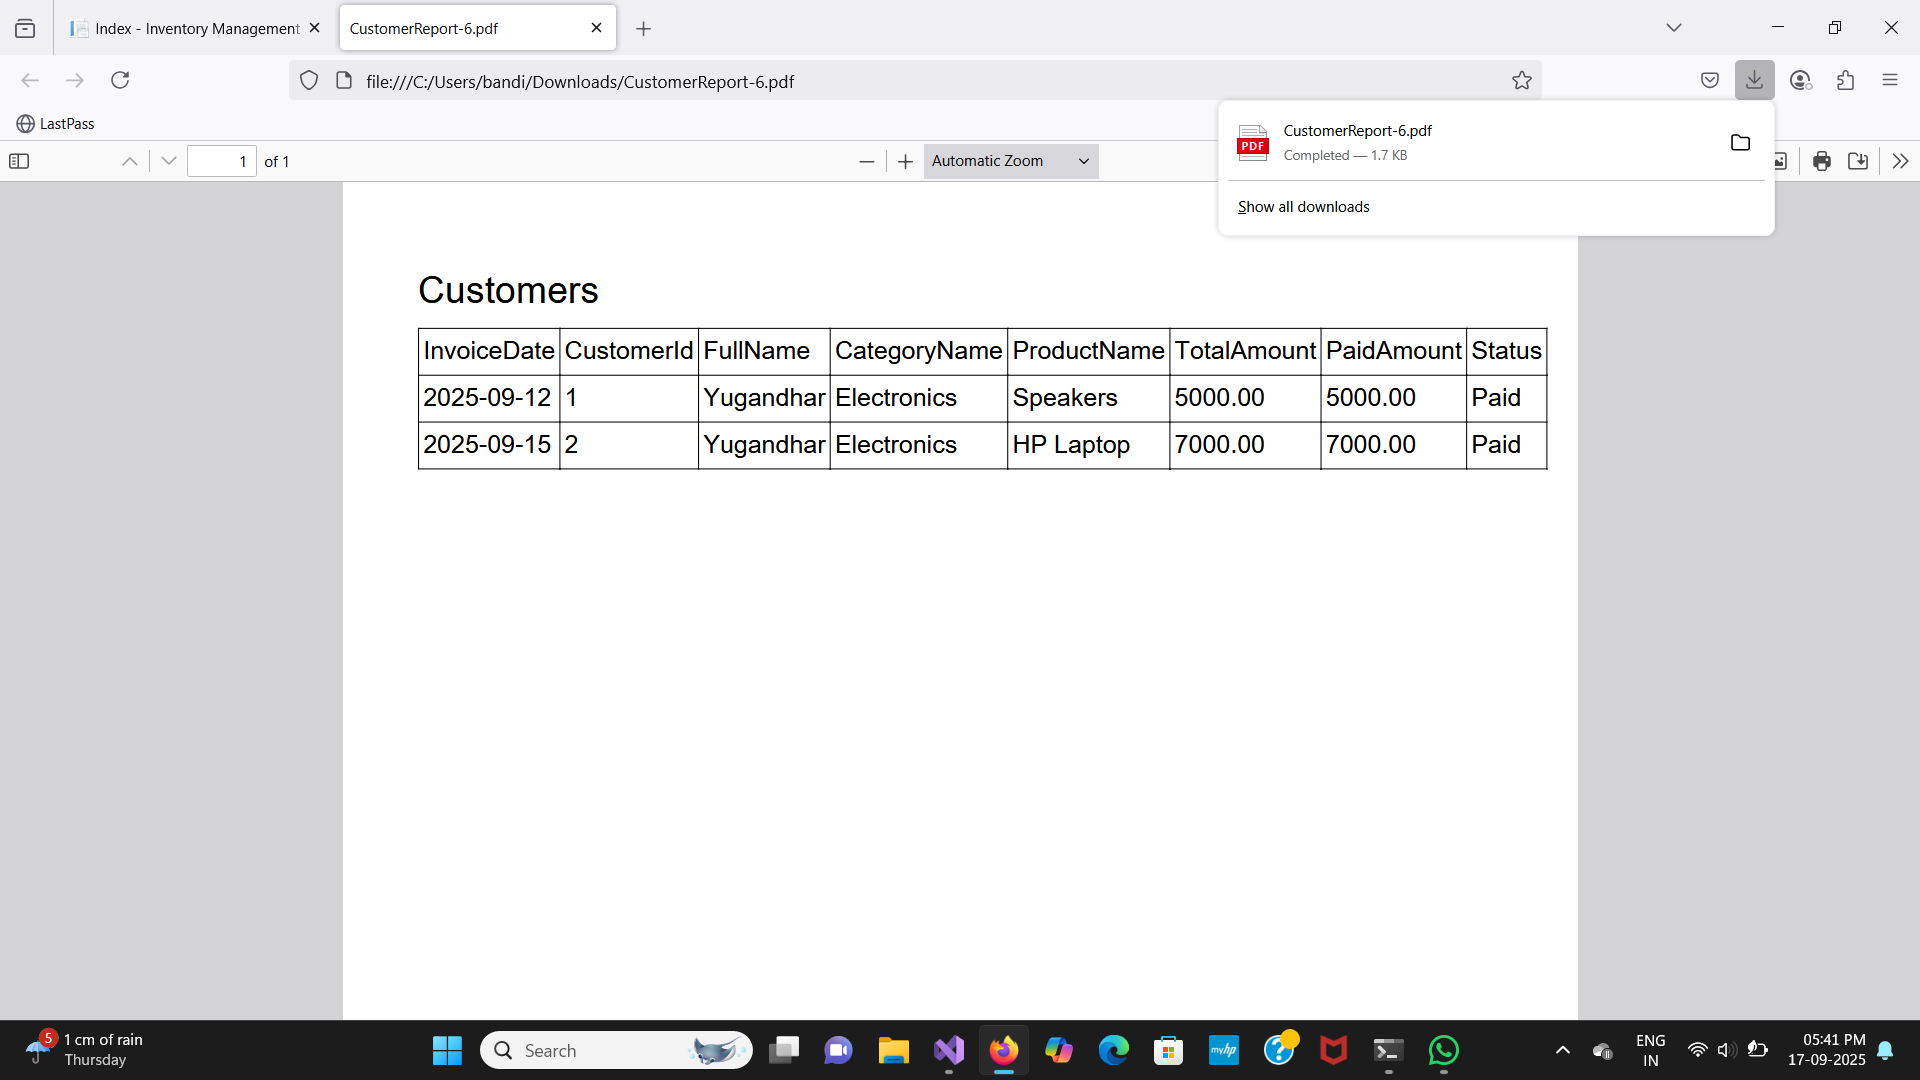 Index - Inventory Management
CustomerReport-6.pdf
file:///C:/Users/bandi/Downloads/CustomerReport-6.pdf
LastPass
1 of 1
Automatic Zoom
PDF
CustomerReport-6.pdf
Completed — 1.7 KB
Show all downloads
Customers
InvoiceDate CustomerId FullName CategoryName ProductName TotalAmount PaidAmount Status
2025-09-12 1 Yugandhar Electronics Speakers 5000.00 5000.00 Paid
2025-09-15 2 Yugandhar Electronics HP Laptop 7000.00 7000.00 Paid
5
1 cm of rain
Thursday
Search
myhp
ENG
IN
05:41 PM
17-09-2025